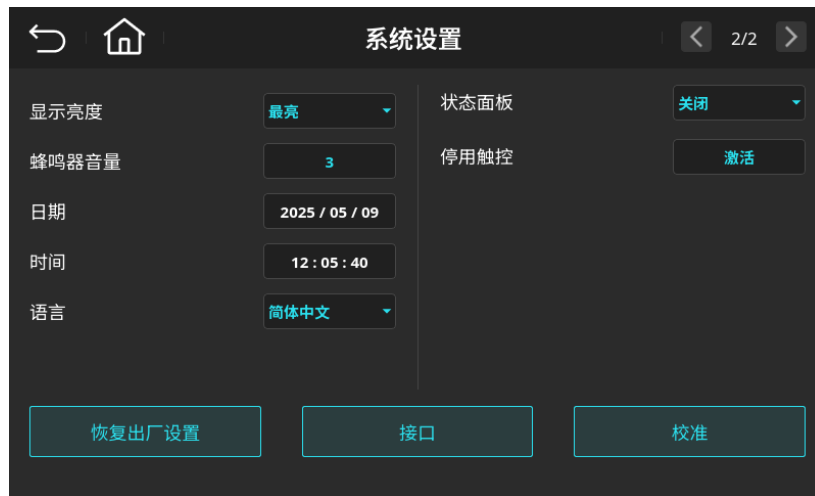 系统设置
2/2
显示亮度 最亮
蜂鸣器音量 3
日期 2025 / 05 / 09
时间 12 : 05 : 40
语言 简体中文
状态面板 关闭
停用触控 激活
恢复出厂设置 接口 校准